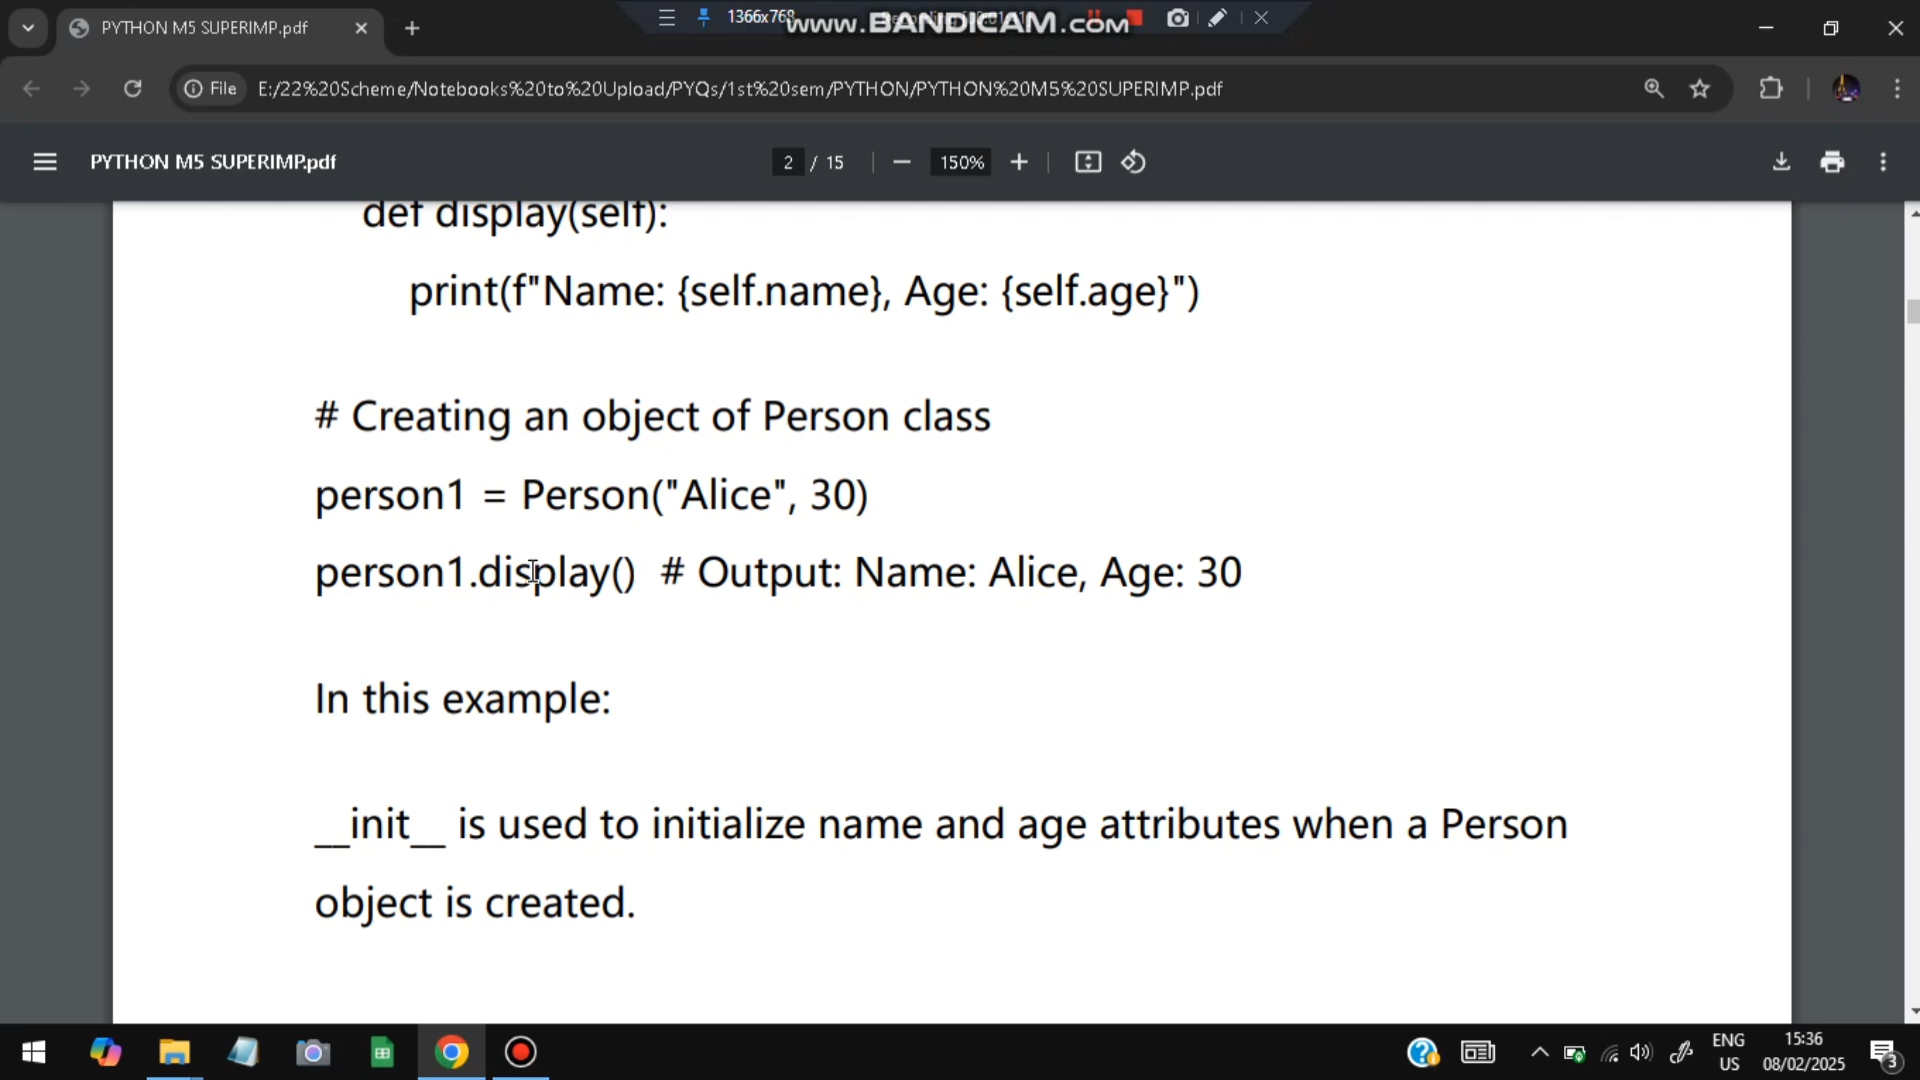 PYTHON M5 SUPERIMP.pdf
1366x768
www.BANDICAM.com
File
E:/22%20Scheme/Notebooks%20to%20Upload/PYQs/1st%20sem/PYTHON/PYTHON%20M5%20SUPERIMP.pdf
PYTHON M5 SUPERIMP.pdf
2 / 15
150%
def display(self):
print(f"Name: {self.name}, Age: {self.age}")
# Creating an object of Person class
person1 = Person("Alice", 30)
person1.display() # Output: Name: Alice, Age: 30
In this example:
__init__ is used to initialize name and age attributes when a Person
object is created.
ENG
US
15:36
08/02/2025
3